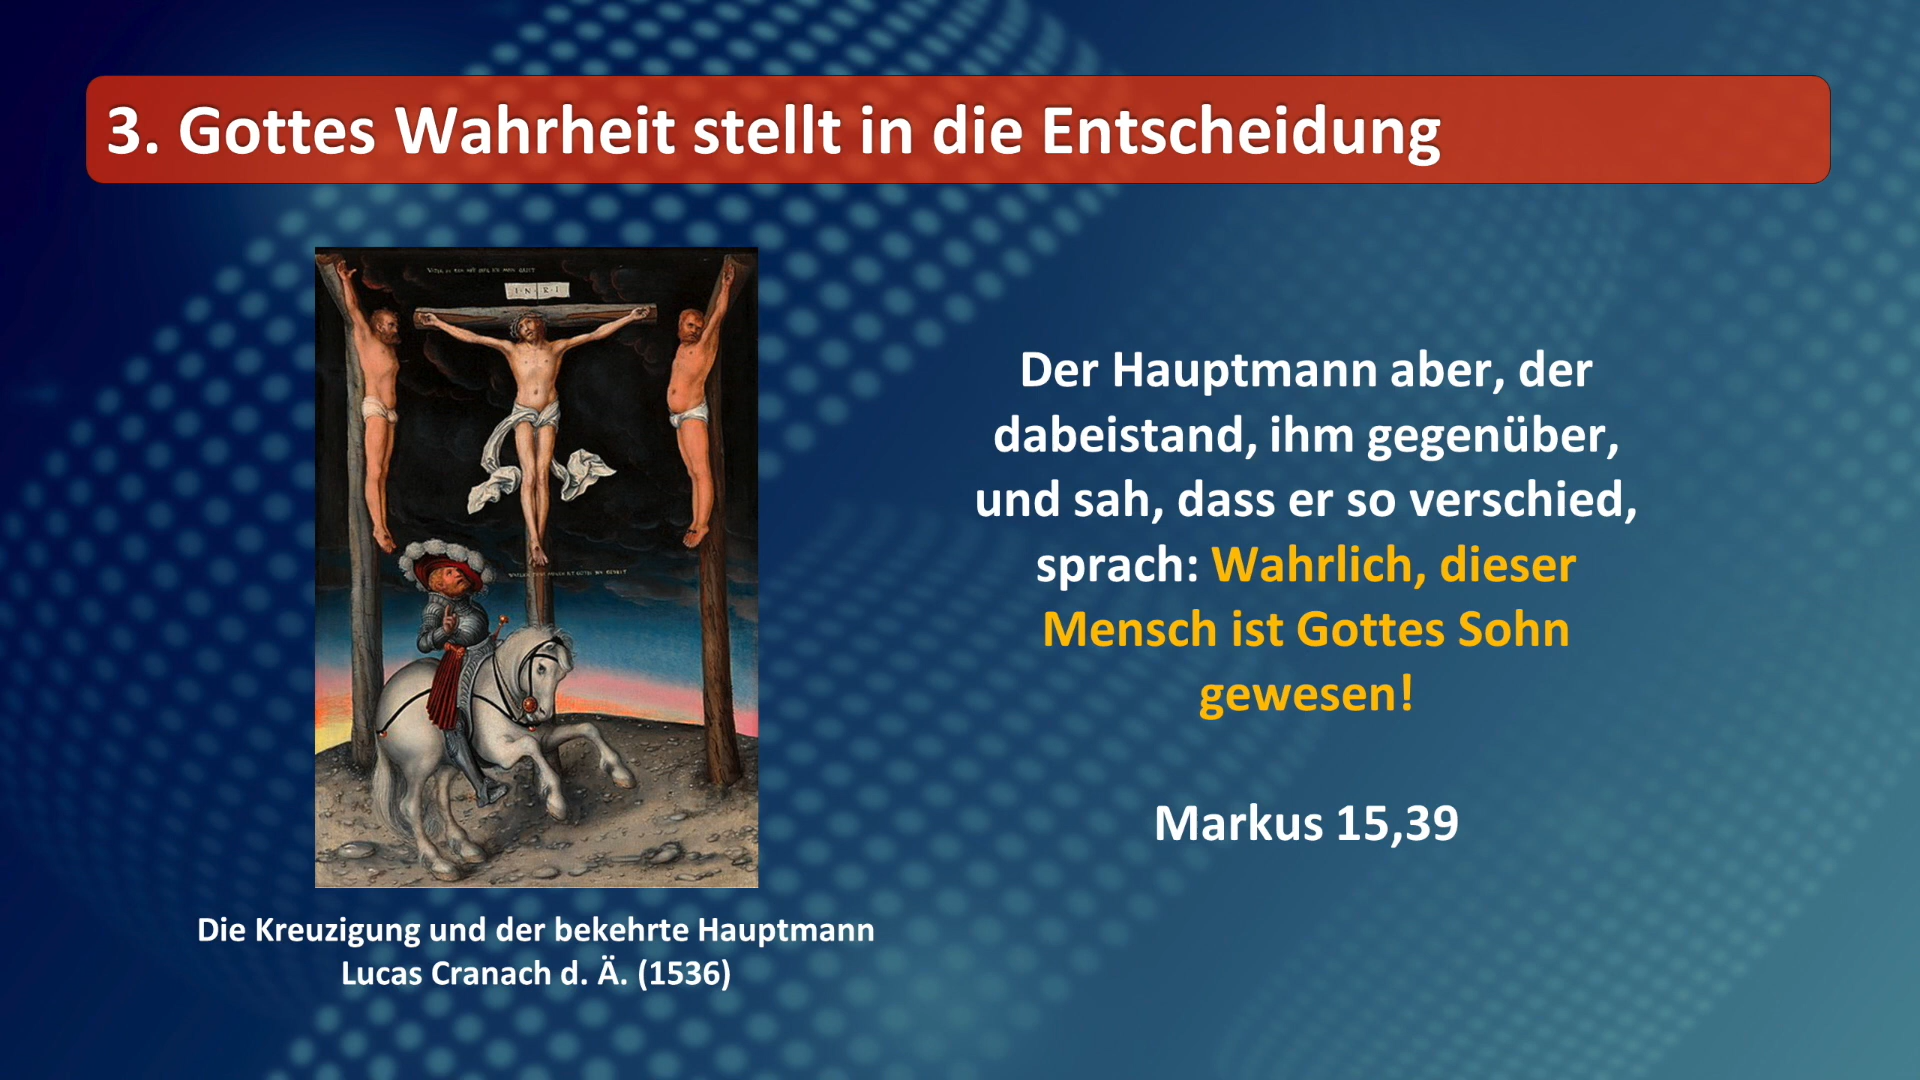 3. Gottes Wahrheit stellt in die Entscheidung
I·N·R·I
Der Hauptmann aber, der
dabeistand, ihm gegenüber,
und sah, dass er so verschied,
sprach: Wahrlich, dieser
Mensch ist Gottes Sohn
gewesen!
Markus 15,39
Die Kreuzigung und der bekehrte Hauptmann
Lucas Cranach d. Ä. (1536)